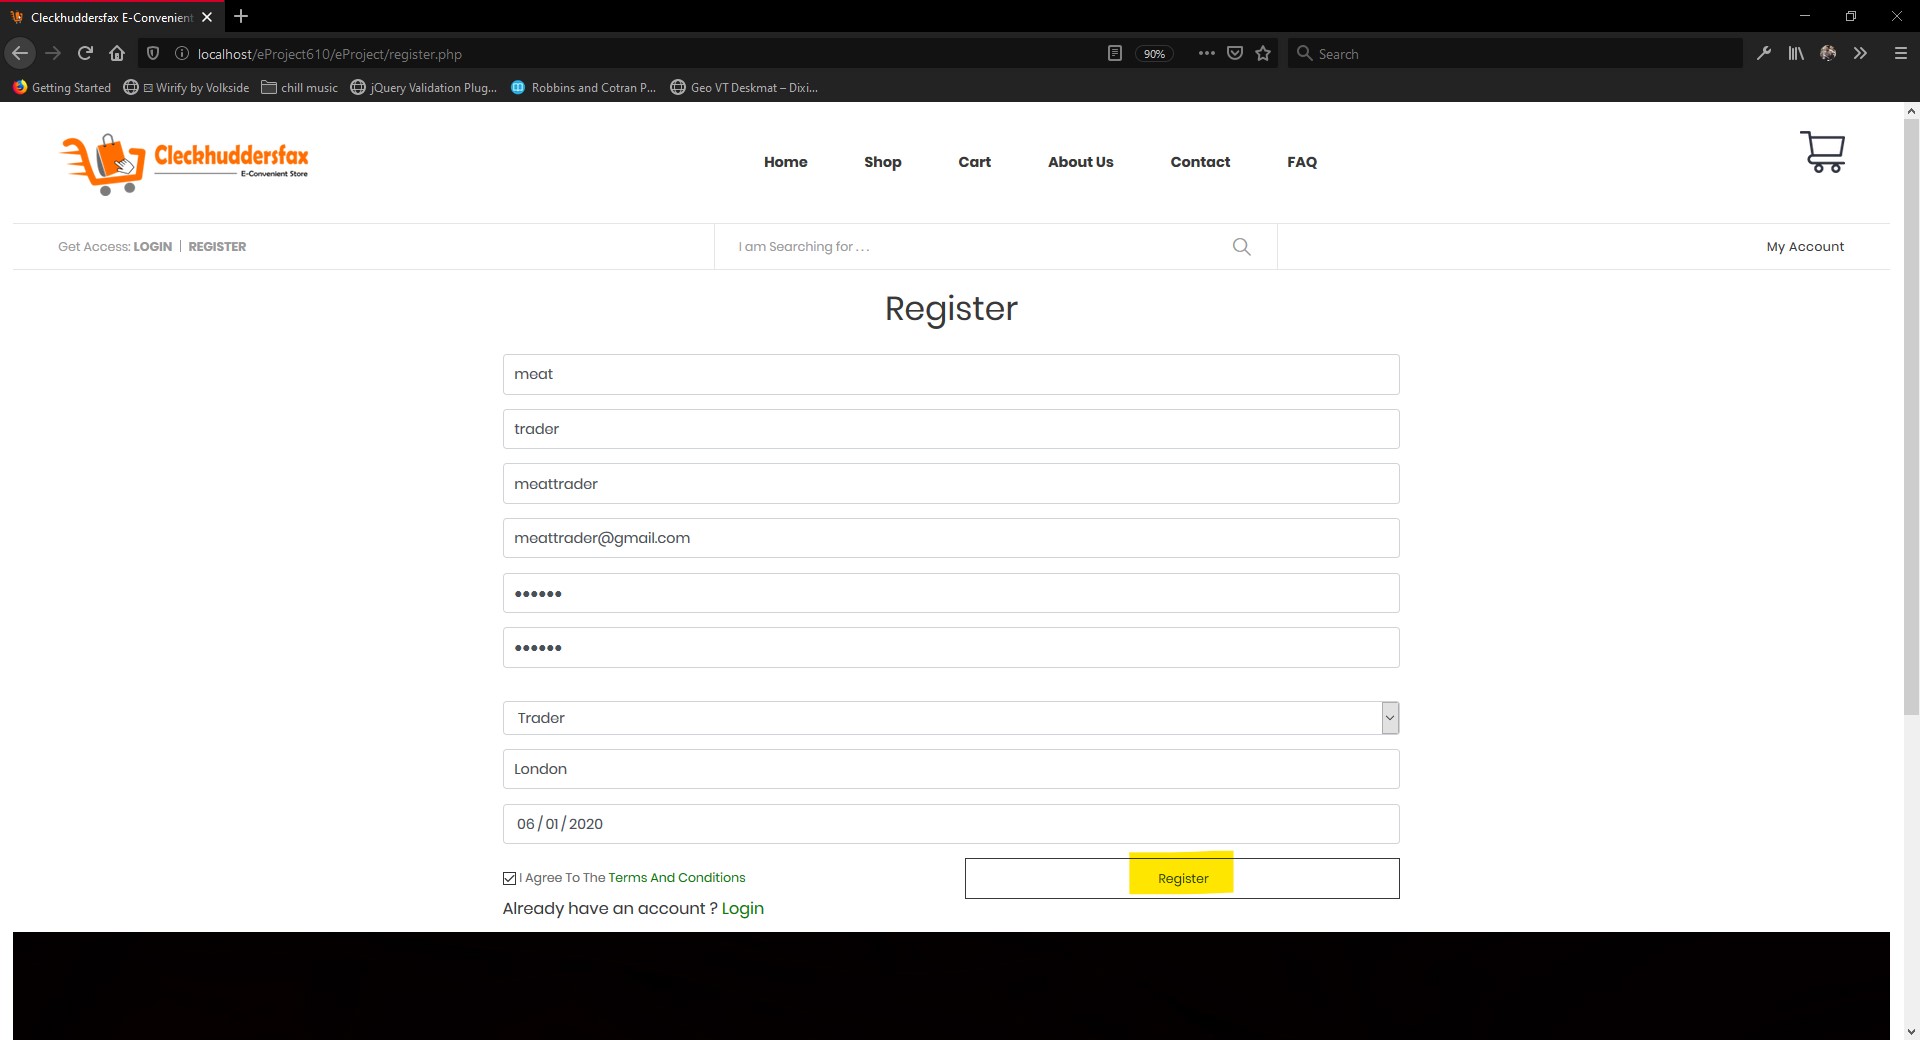 Cleckhuddersfax E-Convenient
localhost/eProject610/eProject/register.php
90%
Search
Getting Started
Wirify by Volkside
chill music
jQuery Validation Plug...
Robbins and Cotran P...
Geo VT Deskmat – Dixi...
Cleckhuddersfax
E-Convenient Store
Home
Shop
Cart
About Us
Contact
FAQ
Get Access: LOGIN | REGISTER
I am Searching for . . .
My Account
Register
meat
trader
meattrader
meattrader@gmail.com
••••••
••••••
Trader
London
06 / 01 / 2020
I Agree To The Terms And Conditions
Register
Already have an account ? Login